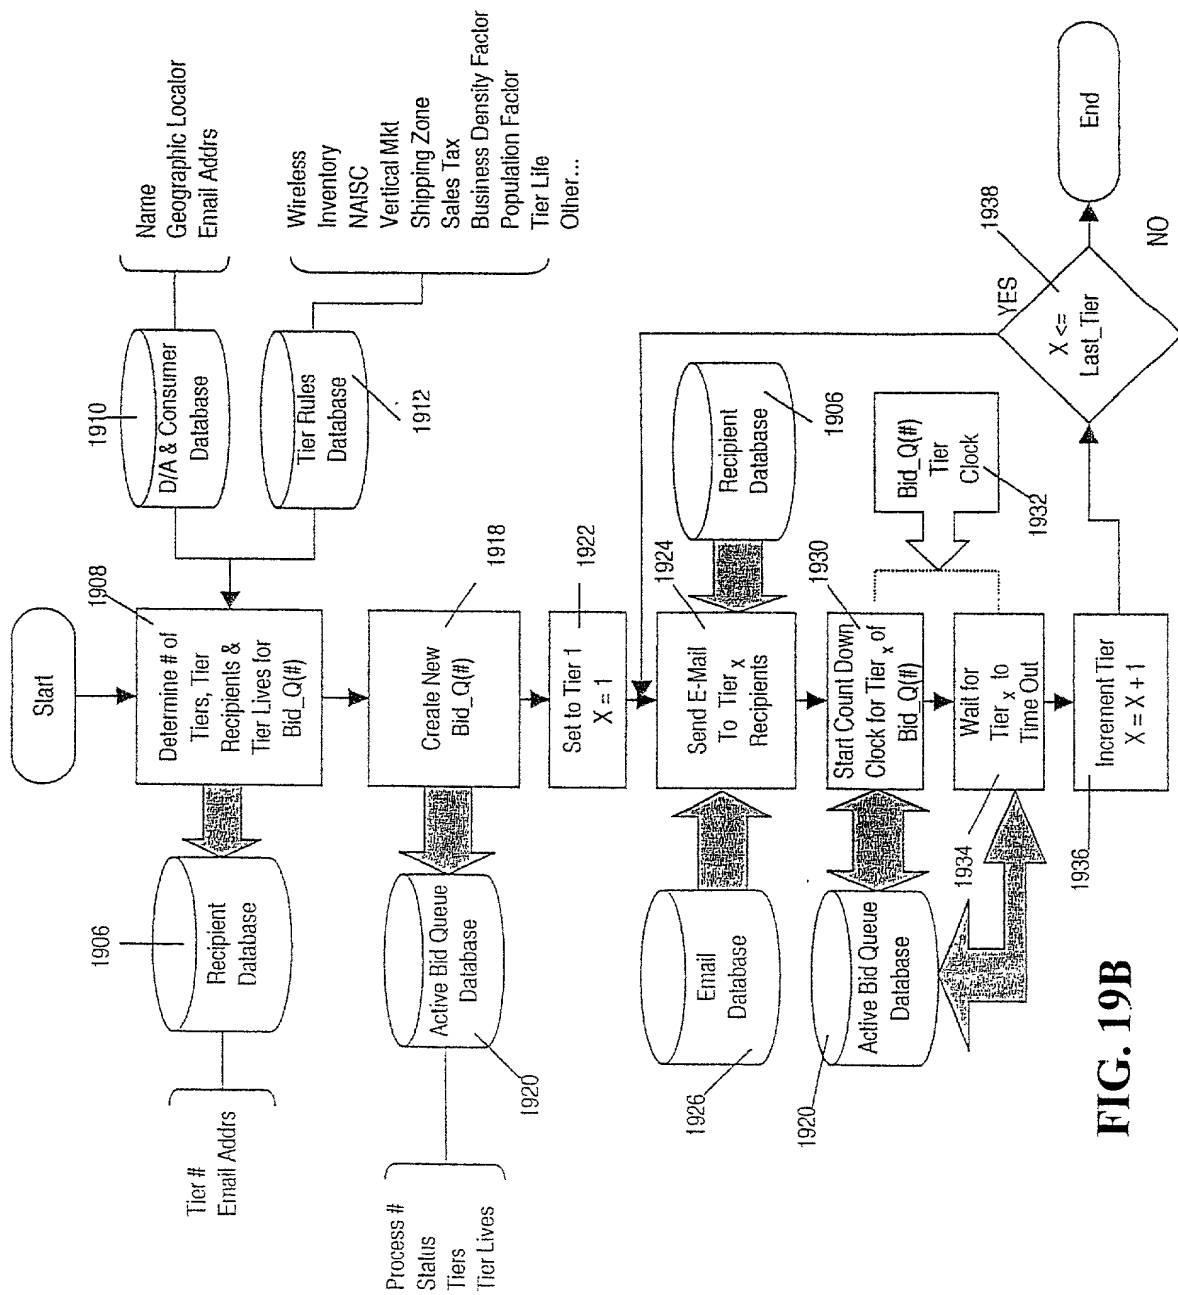 Start
1908
Determine # of
Tiers, Tier
Recipients &
Tier Lives for
Bid_Q(#)
1910
D/A & Consumer
Database
Name
Geographic Locator
Email Addrs
Tier Rules
Database
1912
Wireless
Inventory
NAISC
Vertical Mkt
Shipping Zone
Sales Tax
Business Density Factor
Population Factor
Tier Life
Other...
1906
Recipient
Database
Tier #
Email Addrs
1918
Create New
Bid_Q(#)
Active Bid Queue
Database
1920
Process #
Status
Tiers
Tier Lives
1922
Set to Tier 1
X = 1
1924
Send E-Mail
To Tier x
Recipients
Recipient
Database
1906
Email
Database
1926
1930
Start Count Down
Clock for Tier x of
Bid_Q(#)
Bid_Q(#)
Tier
Clock
1932
Active Bid Queue
Database
1920
Wait for
Tier x to
Time Out
1934
Increment Tier
X = X + 1
1936
X <=
Last_Tier
1938
YES
NO
End
FIG. 19B